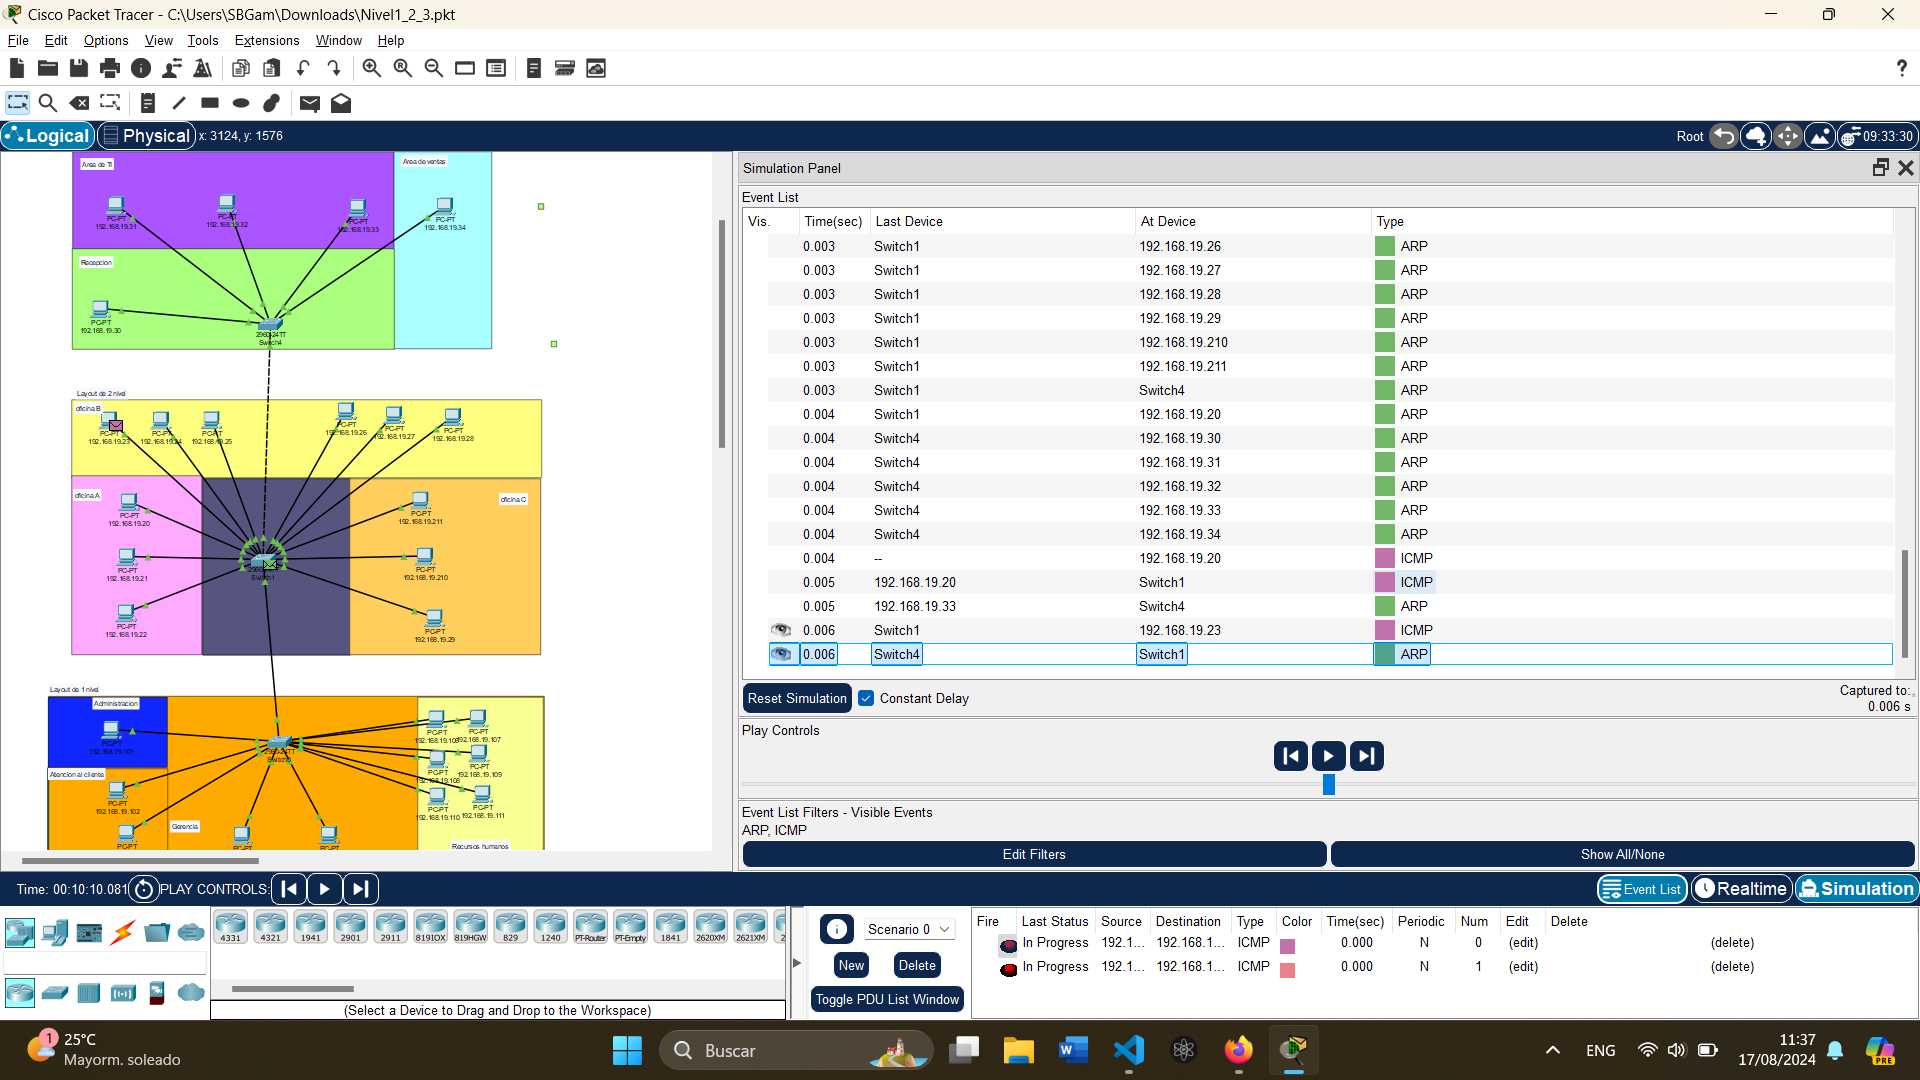 Cisco Packet Tracer - C:\Users\SBGam\Downloads\Nivel1_2_3.pkt
File Edit Options View Tools Extensions Window Help
Logical Physical x: 3124, y: 1576 Root 09:33:30
Area de TI
Area de ventas
PC-PT
192.168.19.31
PC-PT
192.168.19.32
PC-PT
192.168.19.33
PC-PT
192.168.19.34
Recepcion
PC-PT
192.168.19.30
2960-24TT
Switch4
Layout de 2 nivel
oficina B
PC-PT
192.168.19.23
PC-PT
192.168.19.24
PC-PT
192.168.19.25
PC-PT
192.168.19.26
PC-PT
192.168.19.27
PC-PT
192.168.19.28
oficina A
oficina C
PC-PT
192.168.19.20
PC-PT
192.168.19.211
PC-PT
192.168.19.21
PC-PT
192.168.19.210
Switch1
PC-PT
192.168.19.22
PC-PT
192.168.19.29
Layout de 1 nivel
Administracion
PC-PT
192.168.19.101
2960-24TT
PC-PT
PC-PT
192.168.19.107
PC-PT
192.168.19.108
PC-PT
192.168.19.109
PC-PT
192.168.19.110
PC-PT
192.168.19.111
Atencion al cliente
PC-PT
192.168.19.102
Gerencia
PC-PT
PC-PT
PC-PT
Recursos humanos
Simulation Panel
Event List
Vis. Time(sec) Last Device At Device Type
0.003 Switch1 192.168.19.26 ARP
0.003 Switch1 192.168.19.27 ARP
0.003 Switch1 192.168.19.28 ARP
0.003 Switch1 192.168.19.29 ARP
0.003 Switch1 192.168.19.210 ARP
0.003 Switch1 192.168.19.211 ARP
0.003 Switch1 Switch4 ARP
0.004 Switch1 192.168.19.20 ARP
0.004 Switch4 192.168.19.30 ARP
0.004 Switch4 192.168.19.31 ARP
0.004 Switch4 192.168.19.32 ARP
0.004 Switch4 192.168.19.33 ARP
0.004 Switch4 192.168.19.34 ARP
0.004 -- 192.168.19.20 ICMP
0.005 192.168.19.20 Switch1 ICMP
0.005 192.168.19.33 Switch4 ARP
0.006 Switch1 192.168.19.23 ICMP
0.006 Switch4 Switch1 ARP
Reset Simulation Constant Delay
Captured to:
0.006 s
Play Controls
Event List Filters - Visible Events
ARP, ICMP
Edit Filters Show All/None
Time: 00:10:10.081 PLAY CONTROLS: Event List Realtime Simulation
4331 4321 1941 2901 2911 819IOX 819HGW 829 1240 PT-Router PT-Empty 1841 2620XM 2621XM
(Select a Device to Drag and Drop to the Workspace)
Scenario 0
New Delete
Toggle PDU List Window
Fire Last Status Source Destination Type Color Time(sec) Periodic Num Edit Delete
In Progress 192.1... 192.168.1... ICMP 0.000 N 0 (edit) (delete)
In Progress 192.1... 192.168.1... ICMP 0.000 N 1 (edit) (delete)
1
25°C
Mayorm. soleado
Buscar
ENG
11:37
17/08/2024
PRE